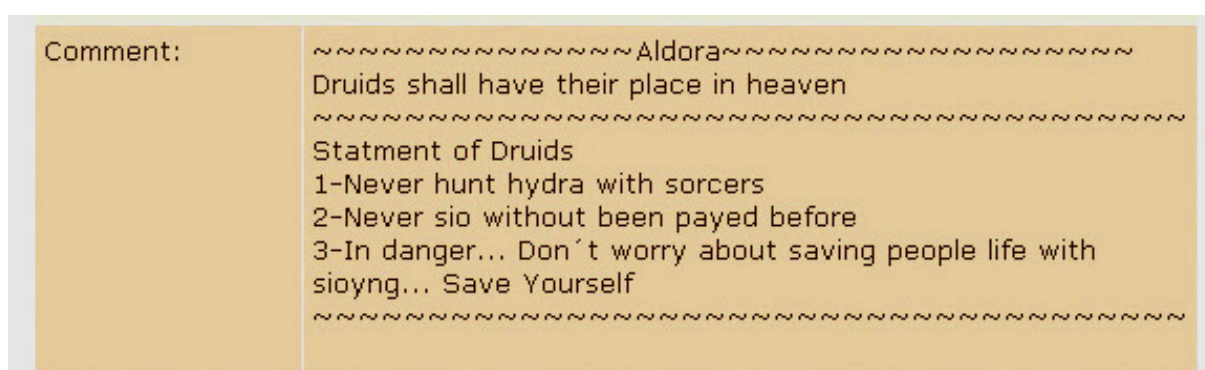 Comment:
~~~~~~~~~~~~~~Aldora~~~~~~~~~~~~~~~~~~
Druids shall have their place in heaven
~~~~~~~~~~~~~~~~~~~~~~~~~~~~~~~~~~~~~~
Statment of Druids
1-Never hunt hydra with sorcers
2-Never sio without been payed before
3-In danger... Don´t worry about saving people life with
sioyng... Save Yourself
~~~~~~~~~~~~~~~~~~~~~~~~~~~~~~~~~~~~~~